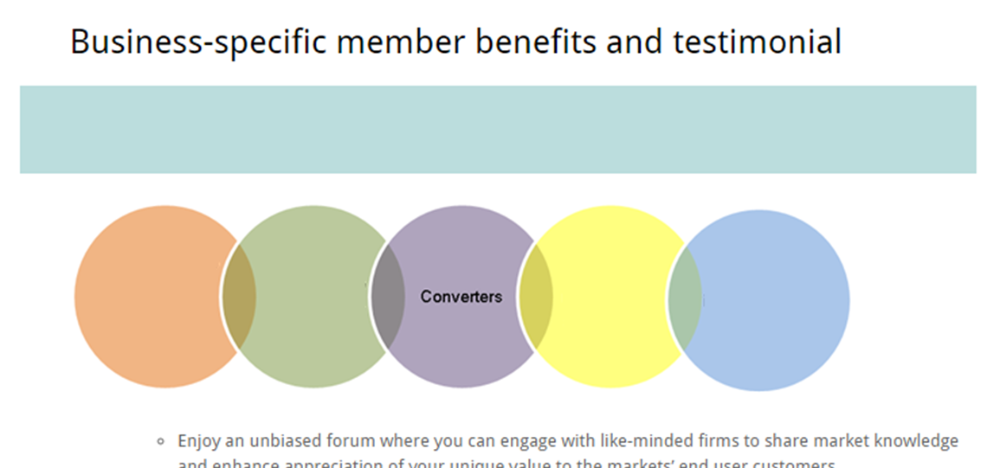 Business-specific member benefits and testimonial
Converters
Enjoy an unbiased forum where you can engage with like-minded firms to share market knowledge
and enhance appreciation of your unique value to the markets’ end user customers